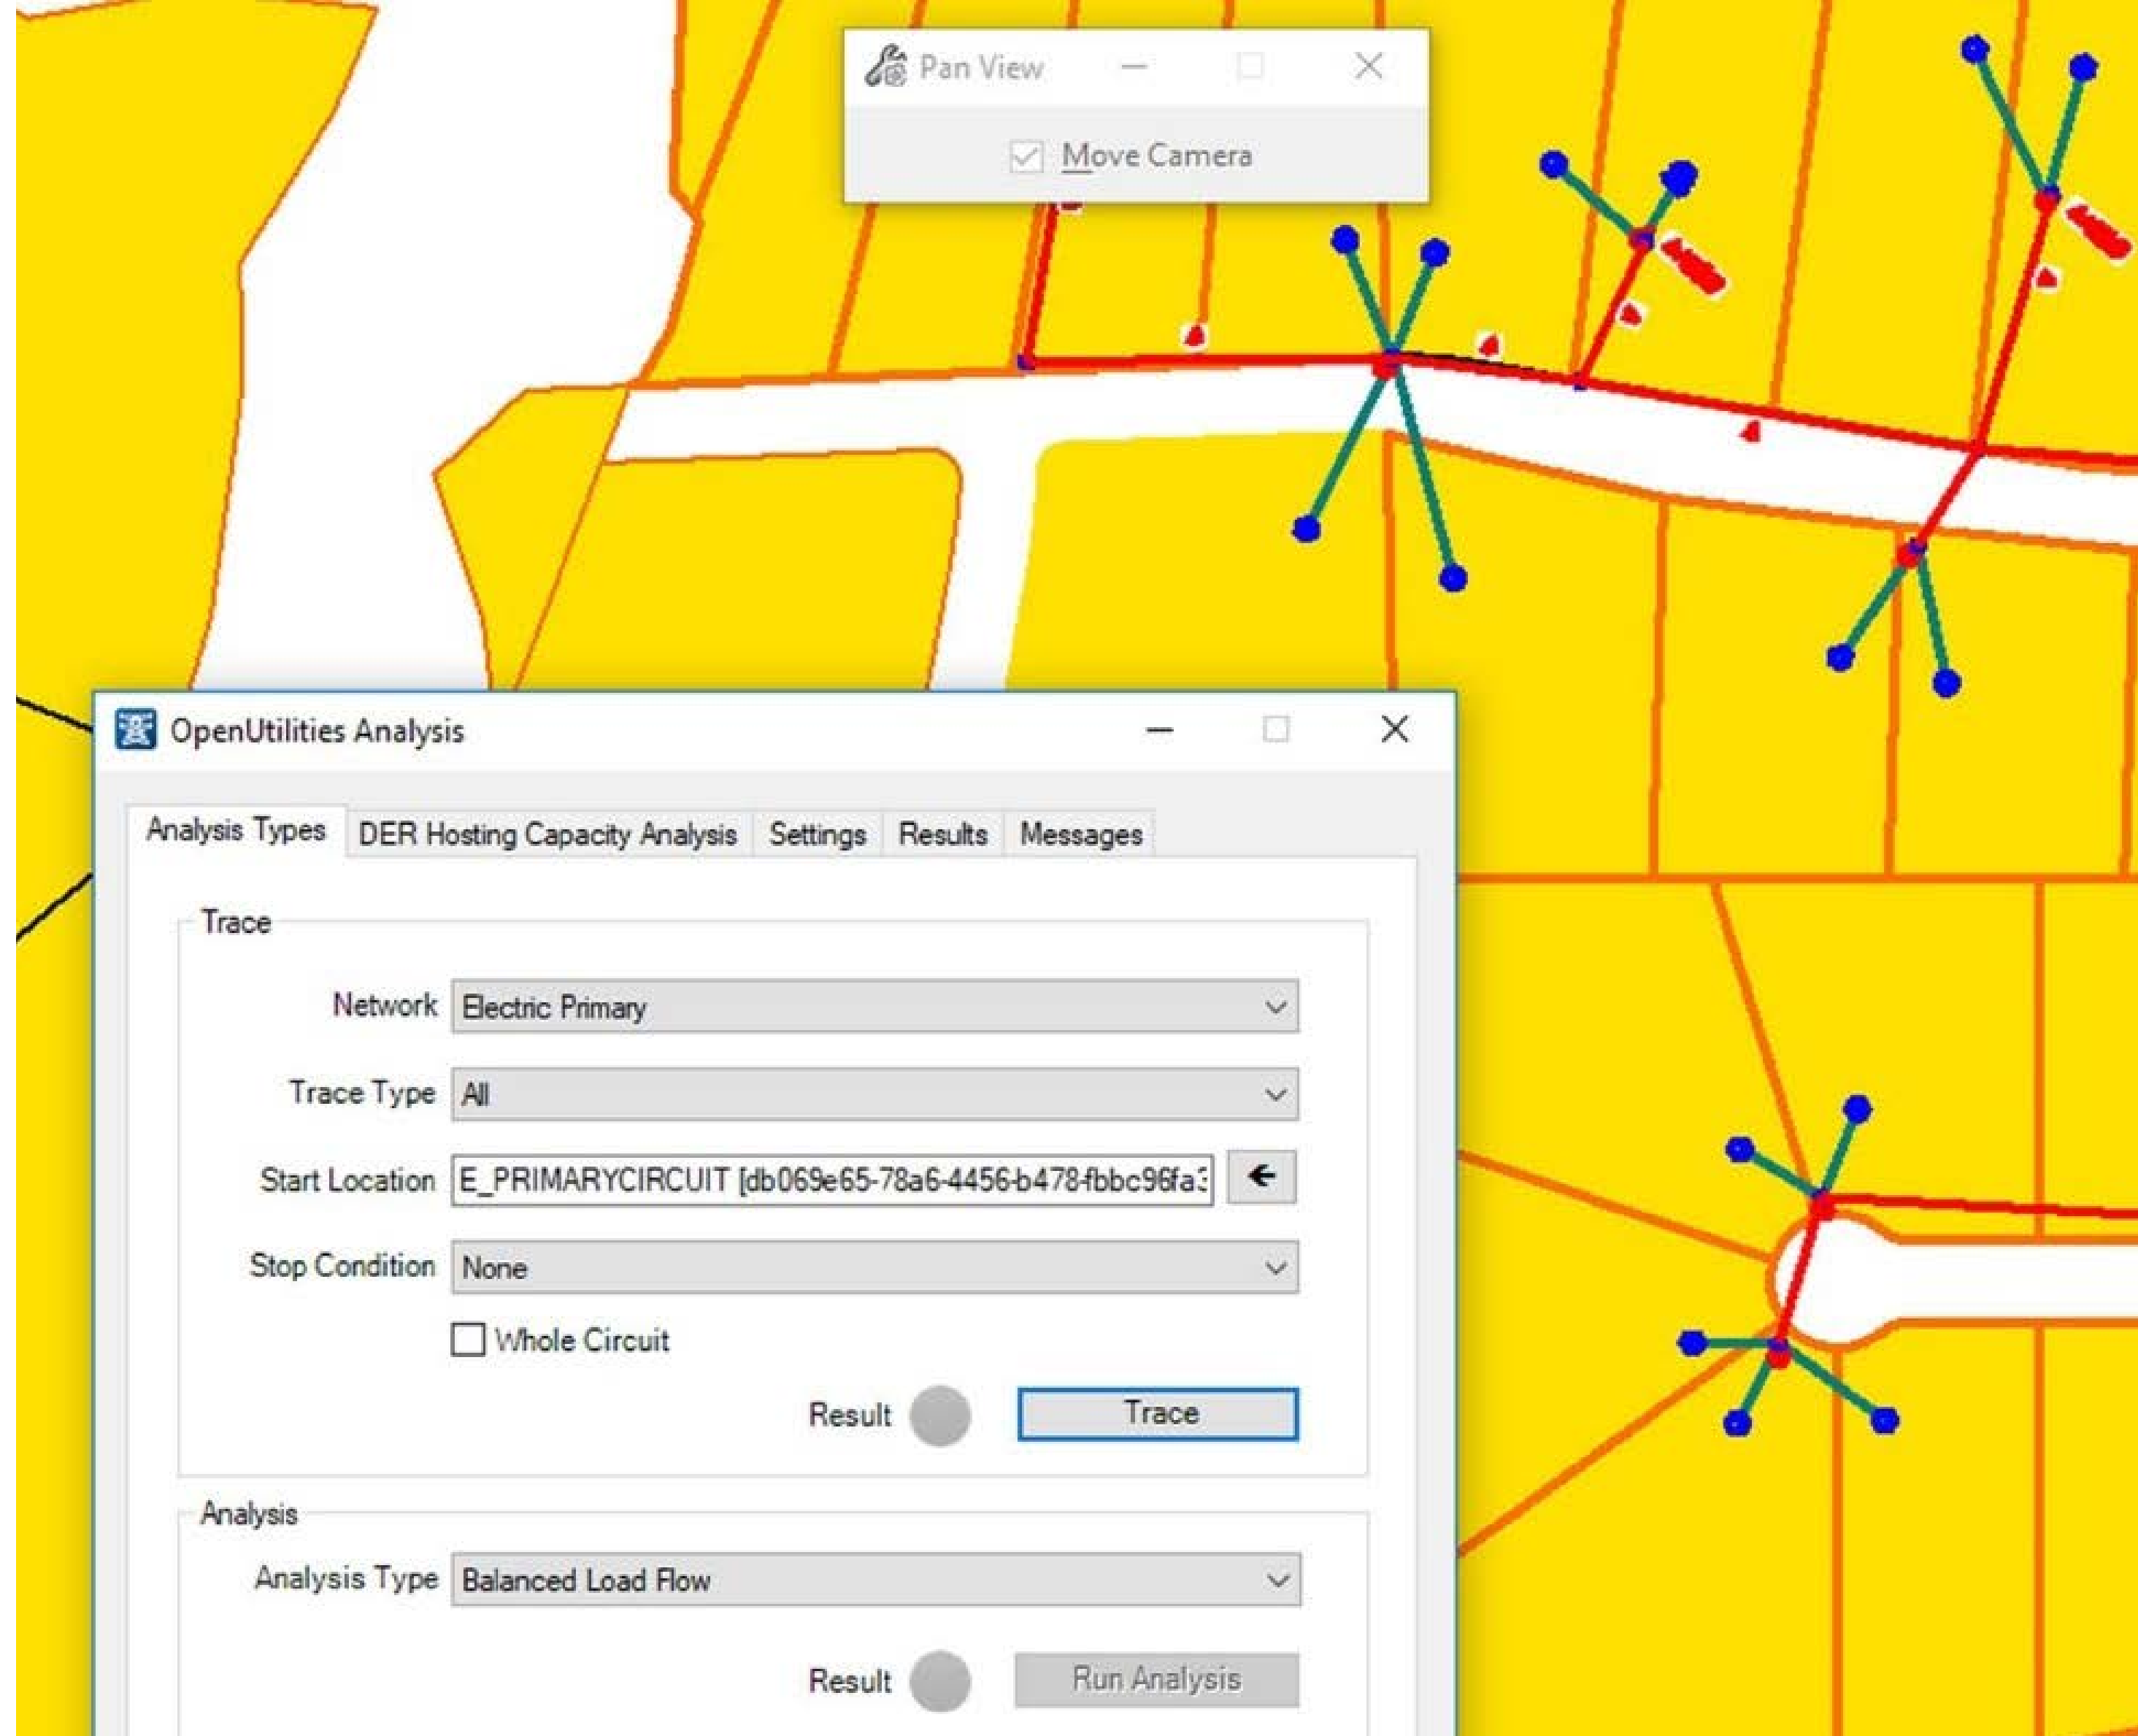 Pan View
Move Camera
OpenUtilities Analysis
Analysis Types
DER Hosting Capacity Analysis
Settings
Results
Messages
Trace
Network
Electric Primary
Trace Type
All
Start Location
E_PRIMARYCIRCUIT [db069e65-78a6-4456-b478-fbbc96fa3
Stop Condition
None
Whole Circuit
Result
Trace
Analysis
Analysis Type
Balanced Load Flow
Result
Run Analysis